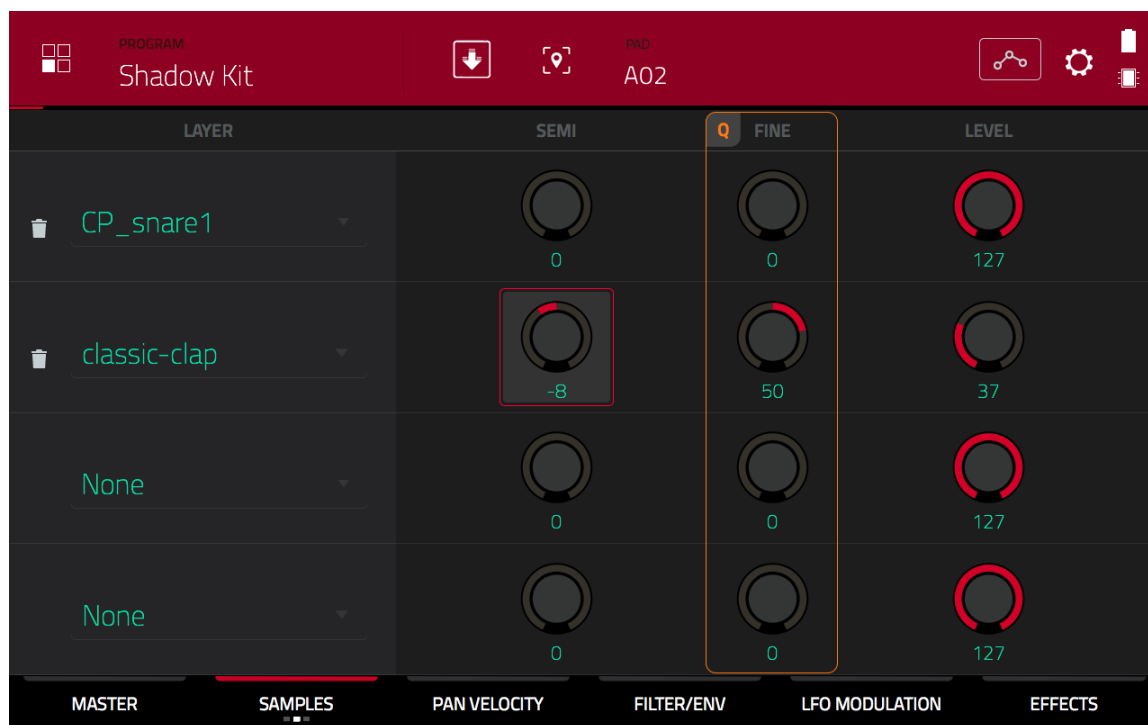 PROGRAM PAD
Shadow Kit A02
LAYER SEMI Q FINE LEVEL
CP_snare1
0 0 127
classic-clap
-8 50 37
None
0 0 127
None
0 0 127
MASTER SAMPLES PAN VELOCITY FILTER/ENV LFO MODULATION EFFECTS